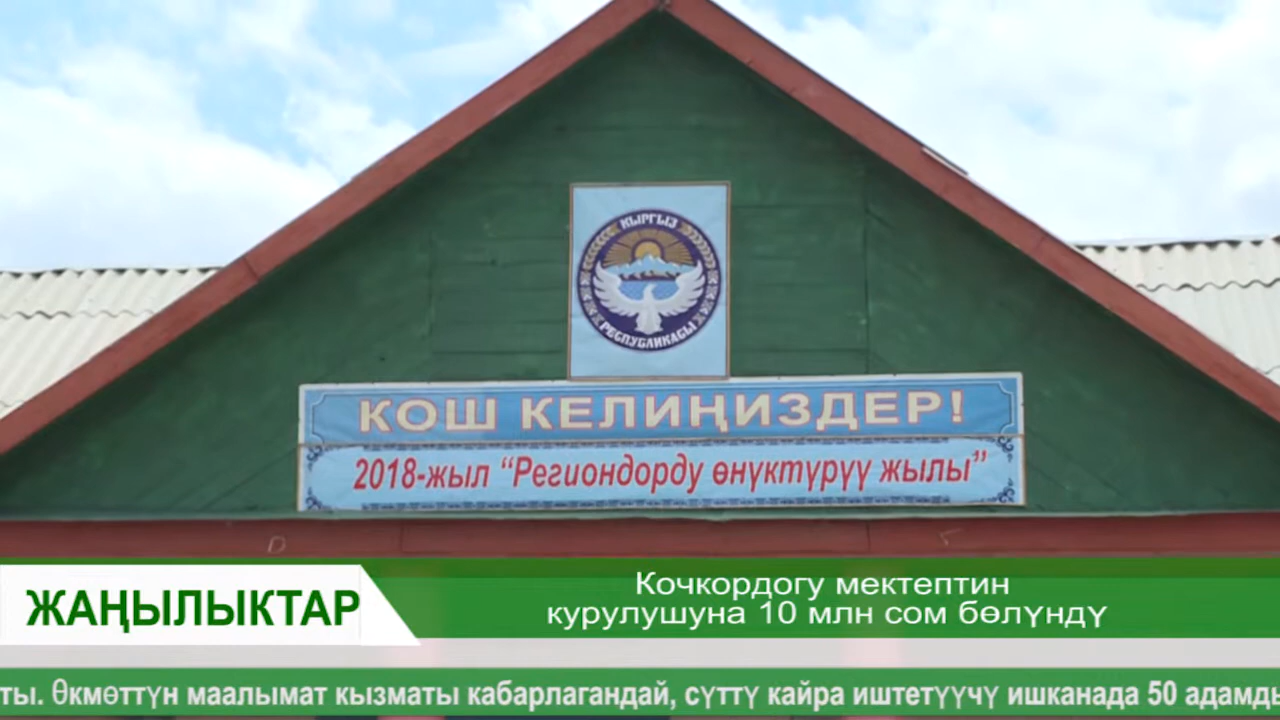 КЫРГЫЗ
РЕСПУБЛИКАСЫ
КОШ КЕЛИҢИЗДЕР!
2018-жыл “Региондорду өнүктүрүү жылы”
ЖАҢЫЛЫКТАР
Кочкордогу мектептин
курулушуна 10 млн сом бөлүндү
ты. Өкмөттүн маалымат кызматы кабарлагандай, сүттү кайра иштетүүчү ишканада 50 адамды